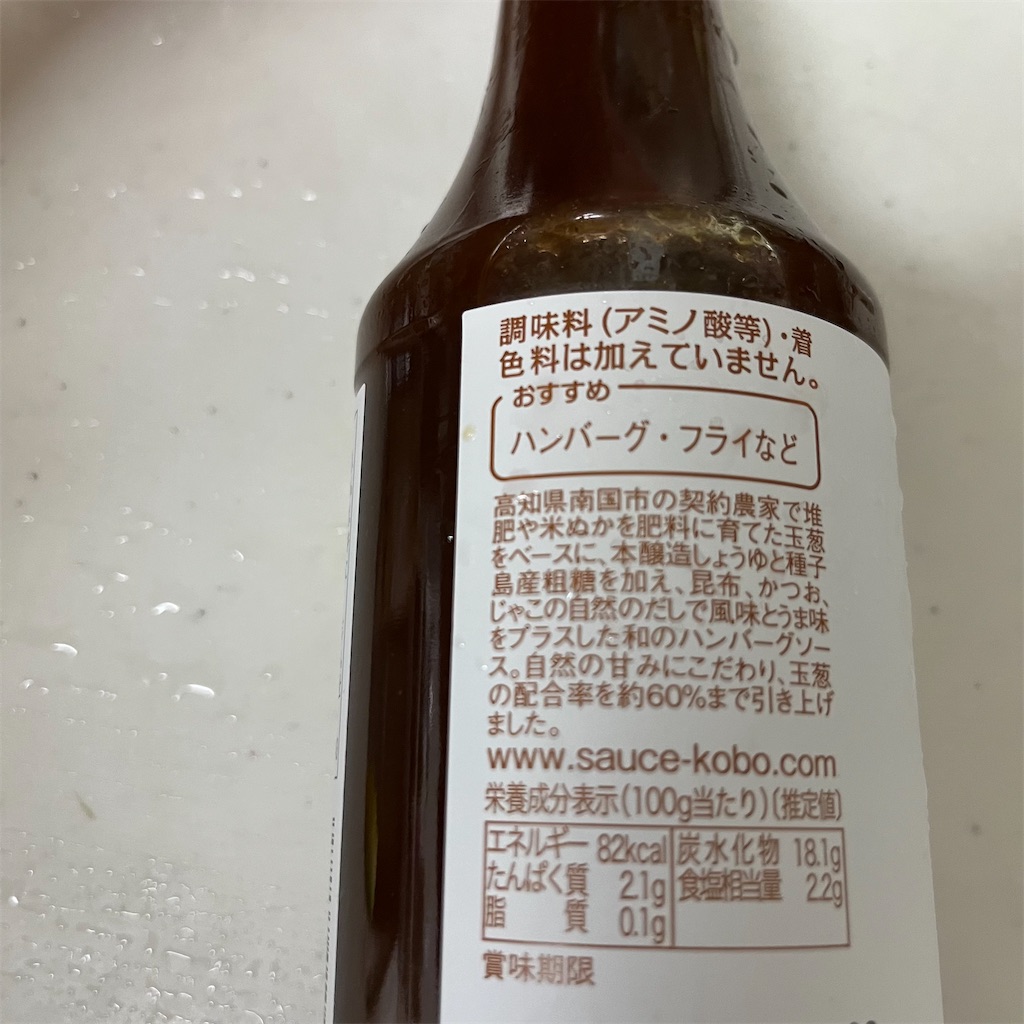 調味料(アミノ酸等)・着
色料は加えていません。
おすすめ
ハンバーグ・フライなど
高知県南国市の契約農家で堆
肥や米ぬかを肥料に育てた玉葱
をベースに、本醸造しょうゆと種子
島産粗糖を加え、昆布、かつお、
じゃこの自然のだしで風味とうま味
をプラスした和のハンバーグソー
ス。自然の甘みにこだわり、玉葱
の配合率を約60%まで引き上げ
ました。
www.sauce-kobo.com
栄養成分表示(100g当たり)(推定値)
エネルギー 82kcal 炭水化物 18.1g
たんぱく質 2.1g 食塩相当量 2.2g
脂 質 0.1g
賞味期限